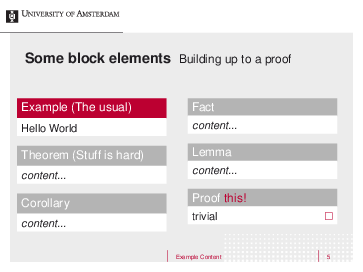 University of Amsterdam
Some block elements Building up to a proof
Example (The usual)
Hello World
Theorem (Stuff is hard)
content...
Corollary
content...
Fact
content...
Lemma
content...
Proof this!
trivial
Example Content 5